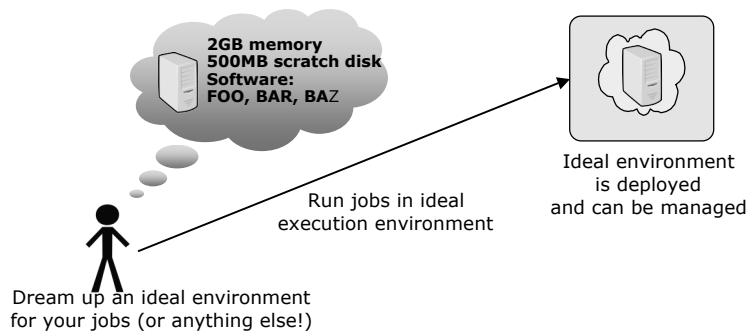 2GB memory
500MB scratch disk
Software:
FOO, BAR, BAZ
Ideal environment
is deployed
and can be managed
Run jobs in ideal
execution environment
Dream up an ideal environment
for your jobs (or anything else!)